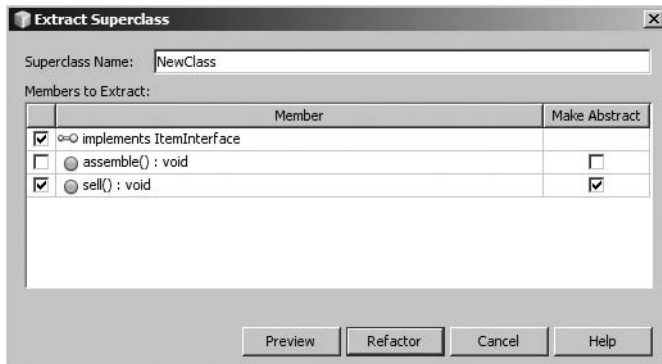 Extract Superclass
Superclass Name: NewClass
Members to Extract:
Member Make Abstract
implements ItemInterface
assemble() : void
sell() : void
Preview Refactor Cancel Help